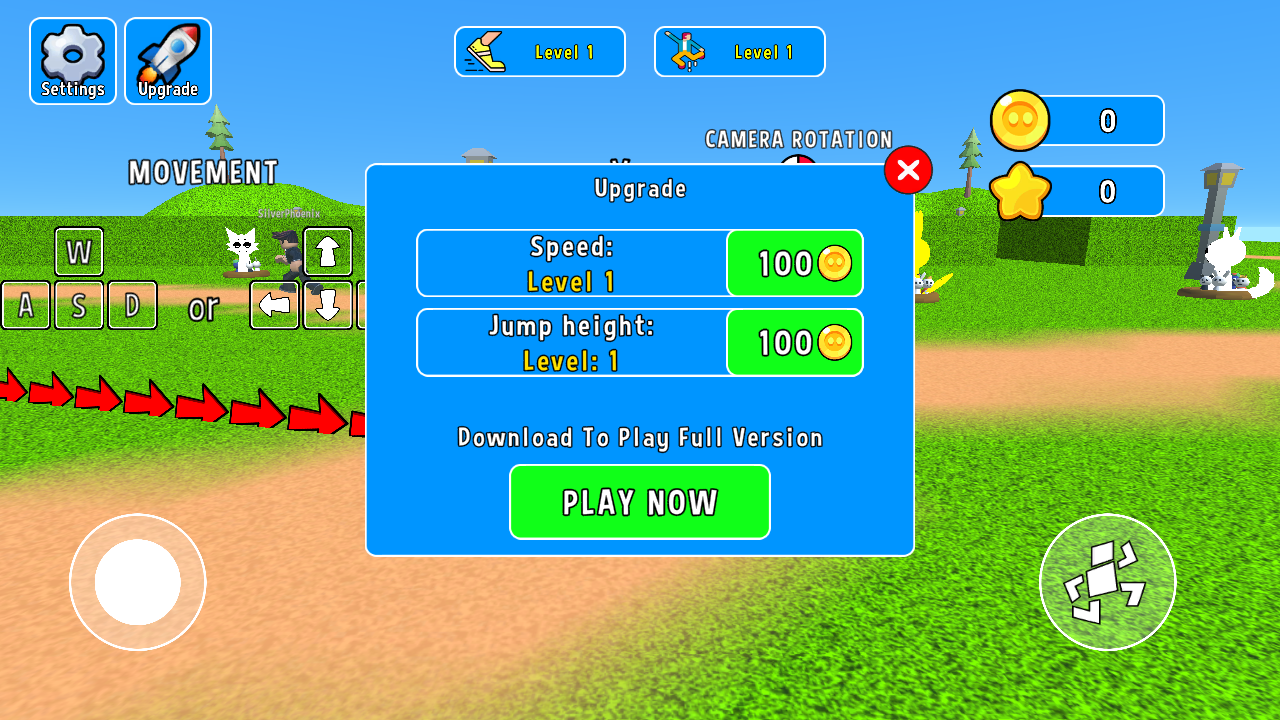 Settings
Upgrade
Level 1
Level 1
0
0
CAMERA ROTATION
MOVEMENT
SilverPhoenix
W
A S D or
Upgrade
Speed:
Level 1
100
Jump height:
Level: 1
100
Download To Play Full Version
PLAY NOW